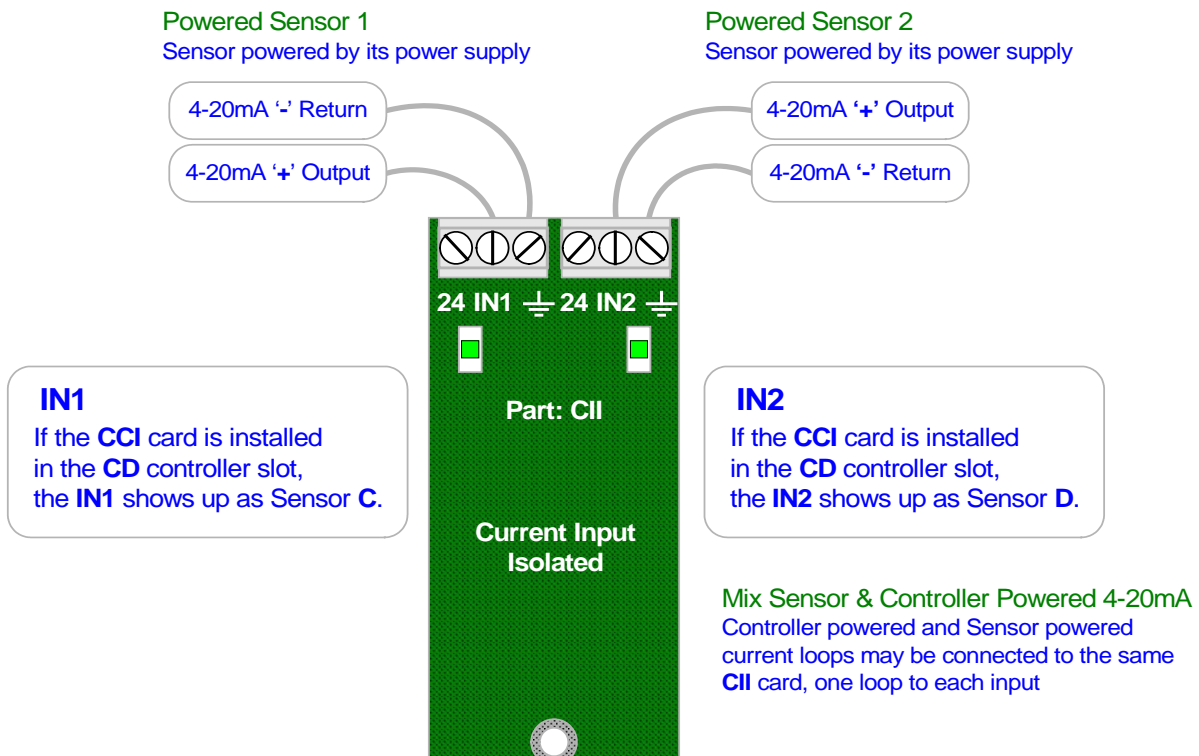 Powered Sensor 1
Sensor powered by its power supply
Powered Sensor 2
Sensor powered by its power supply
4-20mA ‘-’ Return
4-20mA ‘+’ Output
4-20mA ‘+’ Output
4-20mA ‘-’ Return
24 IN1 24 IN2
Part: CII
Current Input
Isolated
IN1
If the CCI card is installed
in the CD controller slot,
the IN1 shows up as Sensor C.
IN2
If the CCI card is installed
in the CD controller slot,
the IN2 shows up as Sensor D.
Mix Sensor & Controller Powered 4-20mA
Controller powered and Sensor powered
current loops may be connected to the same
CII card, one loop to each input